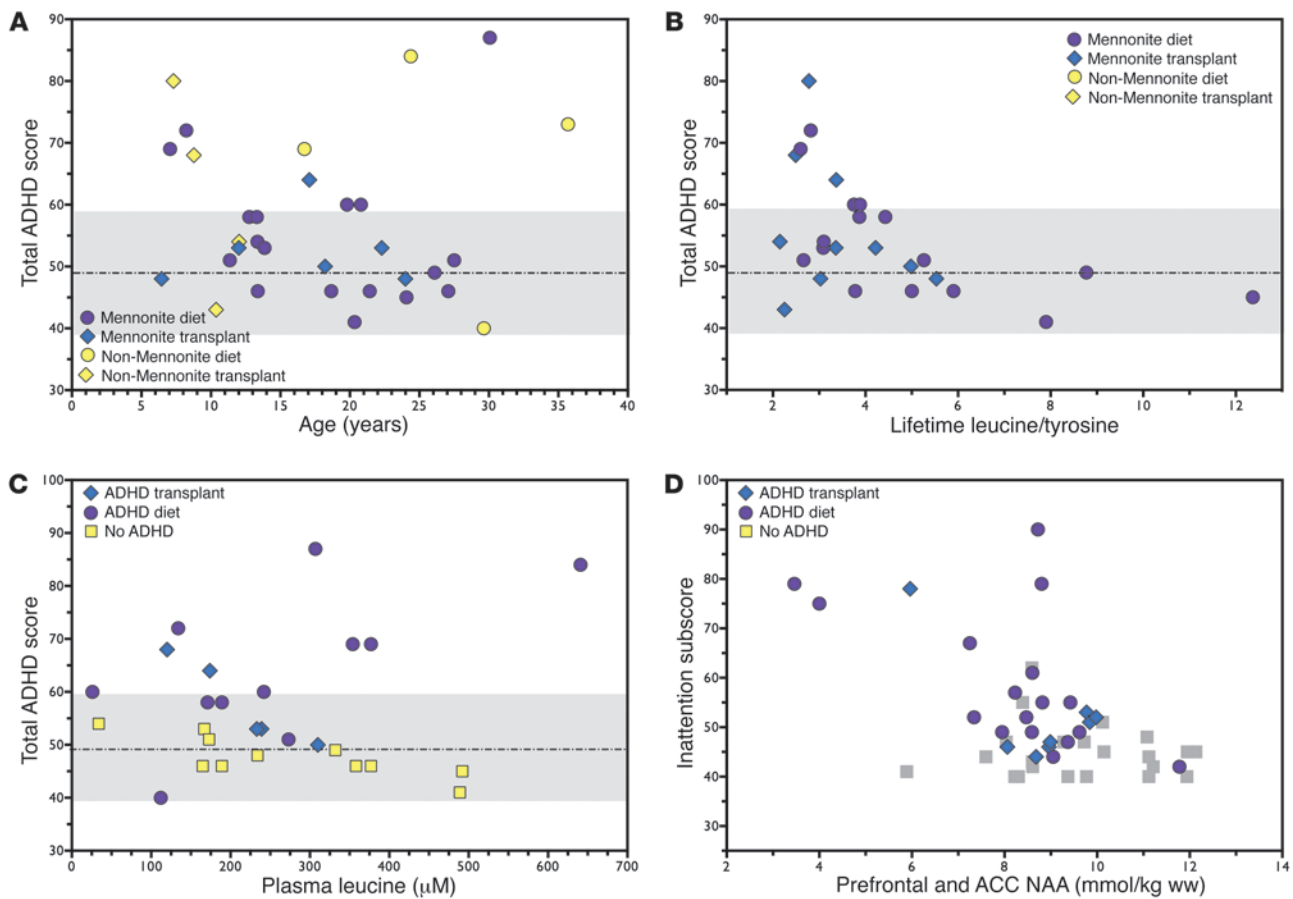 A
90
80
70
60
50
40
30
Total ADHD score
Mennonite diet
Mennonite transplant
Non-Mennonite diet
Non-Mennonite transplant
0 5 10 15 20 25 30 35 40
Age (years)
B
90
80
70
60
50
40
30
Total ADHD score
Mennonite diet
Mennonite transplant
Non-Mennonite diet
Non-Mennonite transplant
2 4 6 8 10 12
Lifetime leucine/tyrosine
C
100
90
80
70
60
50
40
30
Total ADHD score
ADHD transplant
ADHD diet
No ADHD
0 100 200 300 400 500 600 700
Plasma leucine (μM)
D
100
90
80
70
60
50
40
30
Inattention subscore
ADHD transplant
ADHD diet
No ADHD
2 4 6 8 10 12 14
Prefrontal and ACC NAA (mmol/kg ww)